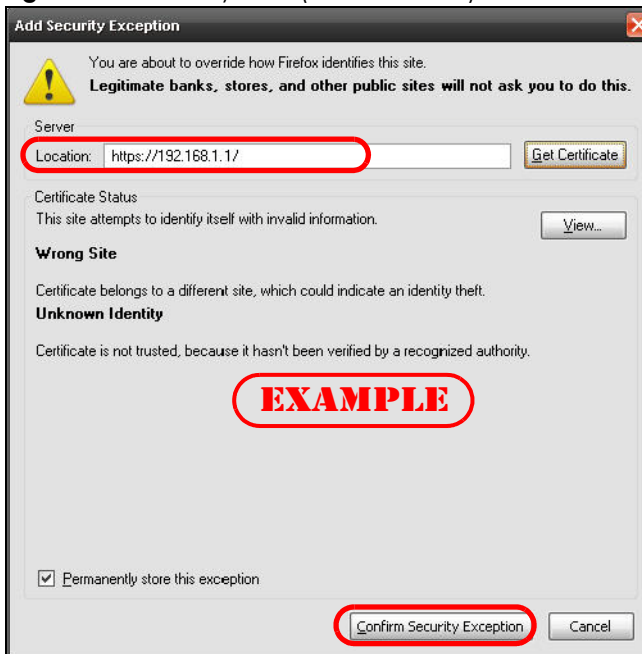 Add Security Exception
You are about to override how Firefox identifies this site.
Legitimate banks, stores, and other public sites will not ask you to do this.
Server
Location: https://192.168.1.1/ Get Certificate
Certificate Status
This site attempts to identify itself with invalid information. View...
Wrong Site
Certificate belongs to a different site, which could indicate an identity theft.
Unknown Identity
Certificate is not trusted, because it hasn't been verified by a recognized authority.
EXAMPLE
Permanently store this exception
Confirm Security Exception Cancel